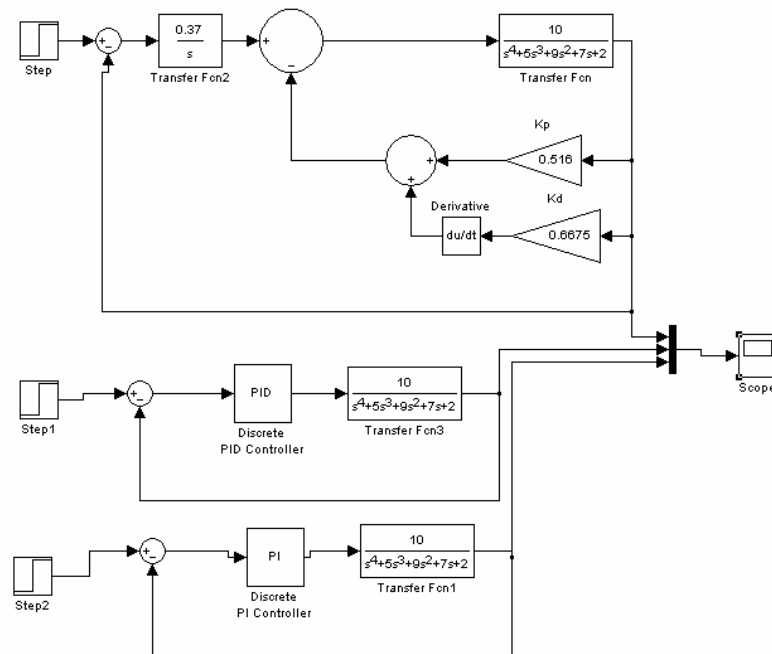 Step
+
−
0.37
s
Transfer Fcn2
+
−
10
s⁴+5s³+9s²+7s+2
Transfer Fcn
Kp
0.516
+
+
Kd
0.6675
Derivative
du/dt
Step1
+
−
PID
Discrete
PID Controller
10
s⁴+5s³+9s²+7s+2
Transfer Fcn3
Scope
Step2
+
−
PI
Discrete
PI Controller
10
s⁴+5s³+9s²+7s+2
Transfer Fcn1